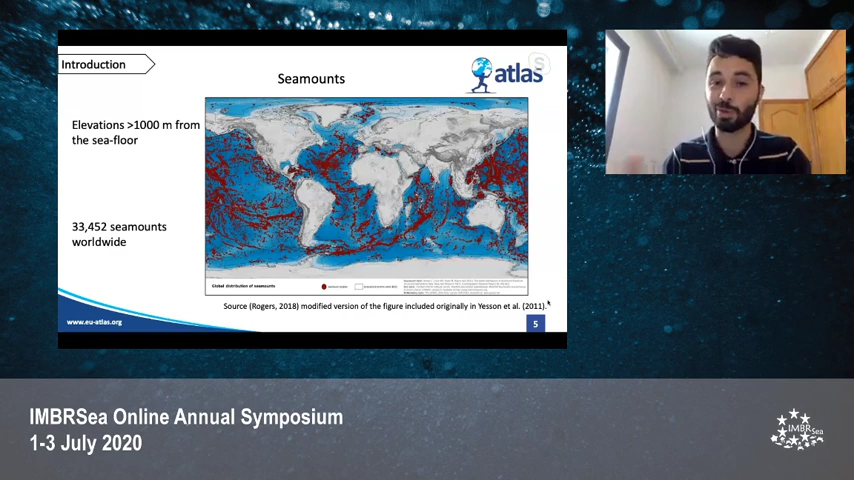 Introduction
Seamounts
atlas
Elevations >1000 m from
the sea-floor
33,452 seamounts
worldwide
Global distribution of seamounts
Source (Rogers, 2018) modified version of the figure included originally in Yesson et al. (2011).
www.eu-atlas.org
5
IMBRSea Online Annual Symposium
1-3 July 2020
IMBRSea